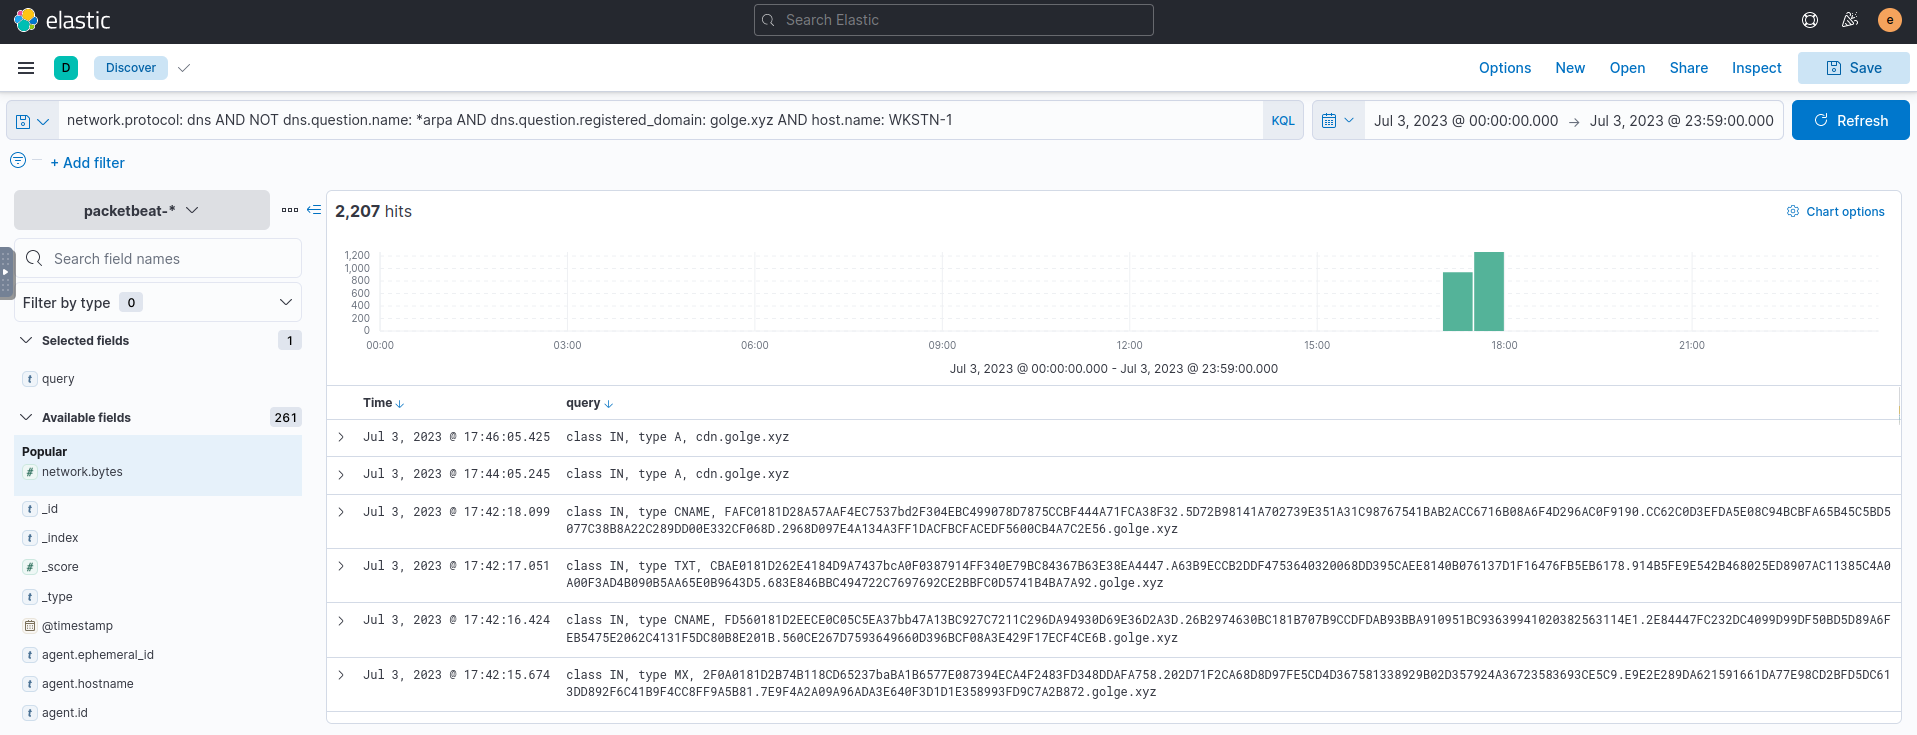 elastic
Search Elastic
e
D
Discover
Options
New
Open
Share
Inspect
Save
network.protocol: dns AND NOT dns.question.name: *arpa AND dns.question.registered_domain: golge.xyz AND host.name: WKSTN-1
KQL
Jul 3, 2023 @ 00:00:00.000 → Jul 3, 2023 @ 23:59:00.000
Refresh
+ Add filter
packetbeat-*
Search field names
Filter by type 0
Selected fields 1
t query
Available fields 261
Popular
# network.bytes
t _id
t _index
# _score
t _type
@timestamp
t agent.ephemeral_id
t agent.hostname
t agent.id
2,207 hits
Chart options
1,200
1,000
800
600
400
200
0
00:00 03:00 06:00 09:00 12:00 15:00 18:00 21:00
Jul 3, 2023 @ 00:00:00.000 - Jul 3, 2023 @ 23:59:00.000
Time query
Jul 3, 2023 @ 17:46:05.425 class IN, type A, cdn.golge.xyz
Jul 3, 2023 @ 17:44:05.245 class IN, type A, cdn.golge.xyz
Jul 3, 2023 @ 17:42:18.099 class IN, type CNAME, FAFC0181D28A57AAF4EC7537bd2F304EBC499078D7875CCBF444A71FCA38F32.5D72B98141A702739E351A31C98767541BAB2ACC6716B08A6F4D296AC0F9190.CC62C0D3EFDA5E08C94BCBFA65B45C5BD5
077C38B8A22C289DD00E332CF068D.2968D097E4A134A3FF1DACFBCFACEDF5600CB4A7C2E56.golge.xyz
Jul 3, 2023 @ 17:42:17.051 class IN, type TXT, CBAE0181D262E4184D9A7437bcA0F0387914FF340E79BC84367B63E38EA4447.A63B9ECCB2DDF4753640320068DD395CAEE8140B076137D1F16476FB5EB6178.914B5FE9E542B468025ED8907AC11385C4A0
A00F3AD4B090B5AA65E0B9643D5.683E846BBC494722C7697692CE2BBFC0D5741B4BA7A92.golge.xyz
Jul 3, 2023 @ 17:42:16.424 class IN, type CNAME, FD560181D2EECE0C05C5EA37bb47A13BC927C7211C296DA94930D69E36D2A3D.26B2974630BC181B707B9CCDFDAB93BBA910951BC93639941020382563114E1.2E84447FC232DC4099D99DF50BD5D89A6F
EB5475E2062C4131F5DC80B8E201B.560CE267D7593649660D396BCF08A3E429F17ECF4CE6B.golge.xyz
Jul 3, 2023 @ 17:42:15.674 class IN, type MX, 2F0A0181D2B74B118CD65237baBA1B6577E087394ECA4F2483FD348DDAFA758.202D71F2CA68D8D97FE5CD4D367581338929B02D357924A36723583693CE5C9.E9E2E289DA621591661DA77E98CD2BFD5DC61
3DD892F6C41B9F4CC8FF9A5B81.7E9F4A2A09A96ADA3E640F3D1D1E358993FD9C7A2B872.golge.xyz